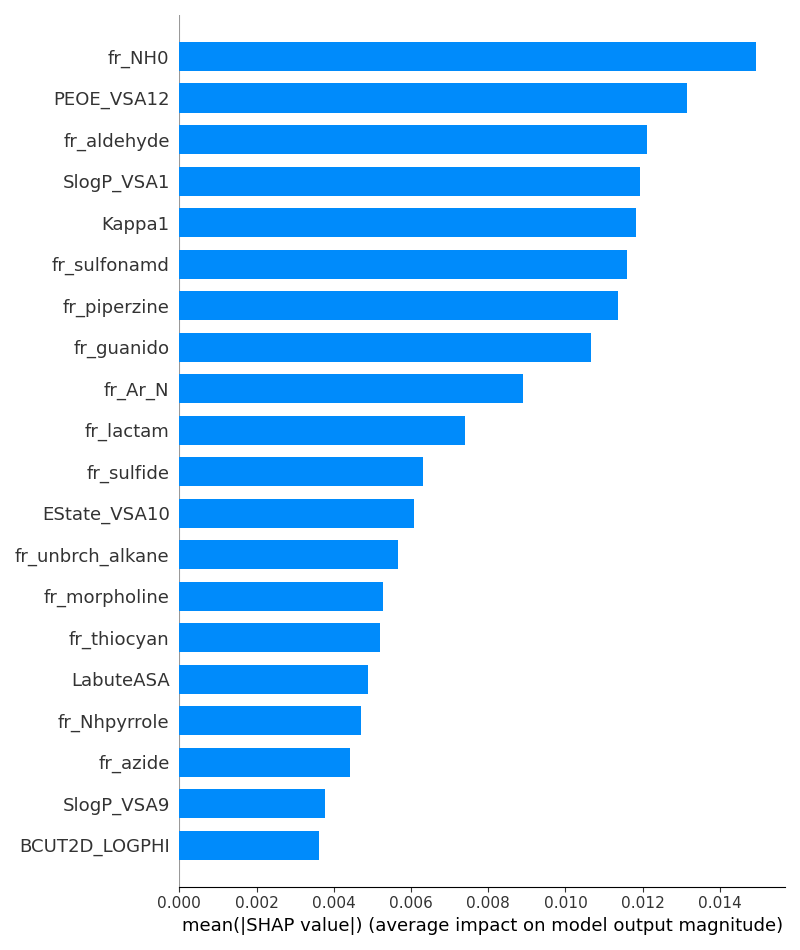 fr_NH0
PEOE_VSA12
fr_aldehyde
SlogP_VSA1
Kappa1
fr_sulfonamd
fr_piperzine
fr_guanido
fr_Ar_N
fr_lactam
fr_sulfide
EState_VSA10
fr_unbrch_alkane
fr_morpholine
fr_thiocyan
LabuteASA
fr_Nhpyrrole
fr_azide
SlogP_VSA9
BCUT2D_LOGPHI
0.000 0.002 0.004 0.006 0.008 0.010 0.012 0.014
mean(|SHAP value|) (average impact on model output magnitude)